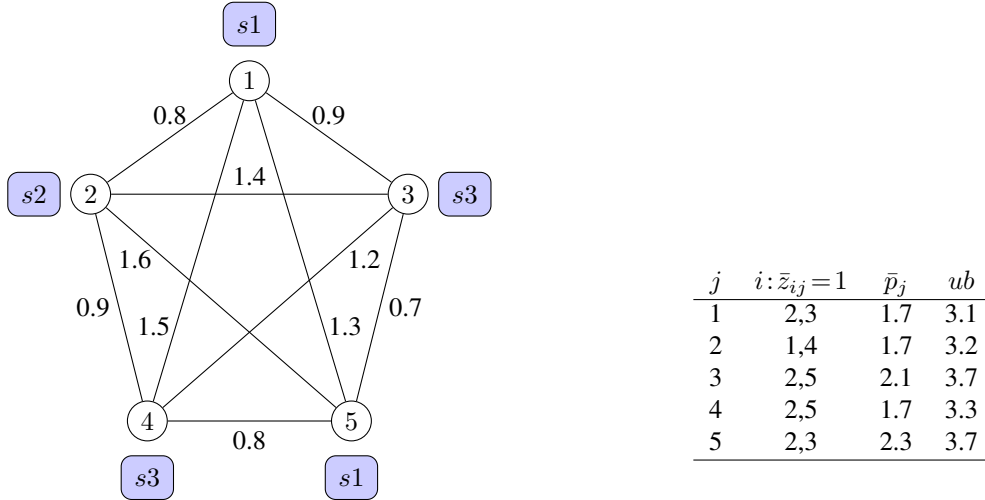 s1
1
0.8
0.9
s2
2
1.4
3
s3
1.6
1.2
0.9
1.5
1.3
0.7
4
0.8
5
s3
s1
j i : z̄ij = 1 p̄j ub
1 2,3 1.7 3.1
2 1,4 1.7 3.2
3 2,5 2.1 3.7
4 2,5 1.7 3.3
5 2,3 2.3 3.7